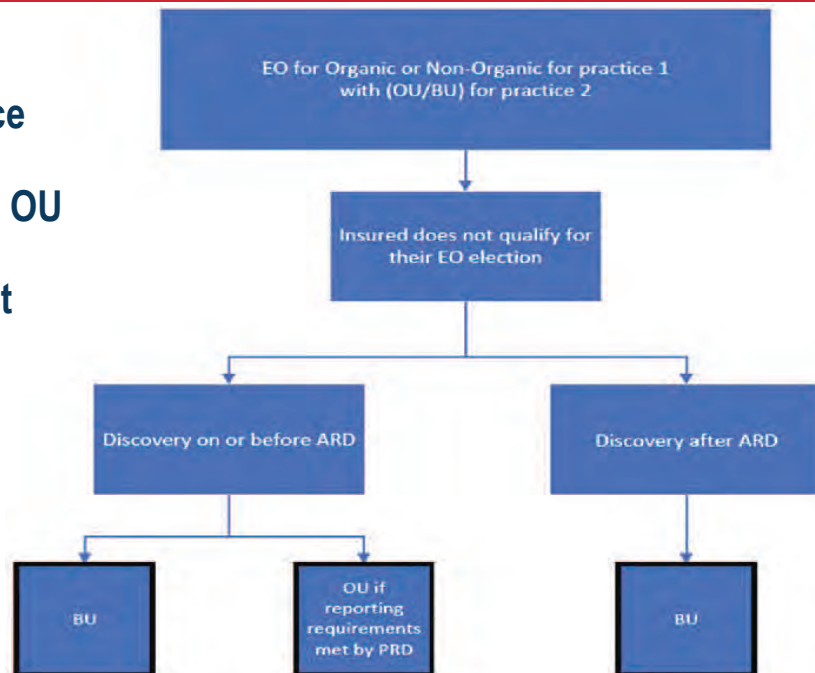 ce
OU
t
EO for Organic or Non-Organic for practice 1
with (OU/BU) for practice 2
Insured does not qualify for
their EO election
Discovery on or before ARD
Discovery after ARD
BU
OU if
reporting
requirements
met by PRD
BU